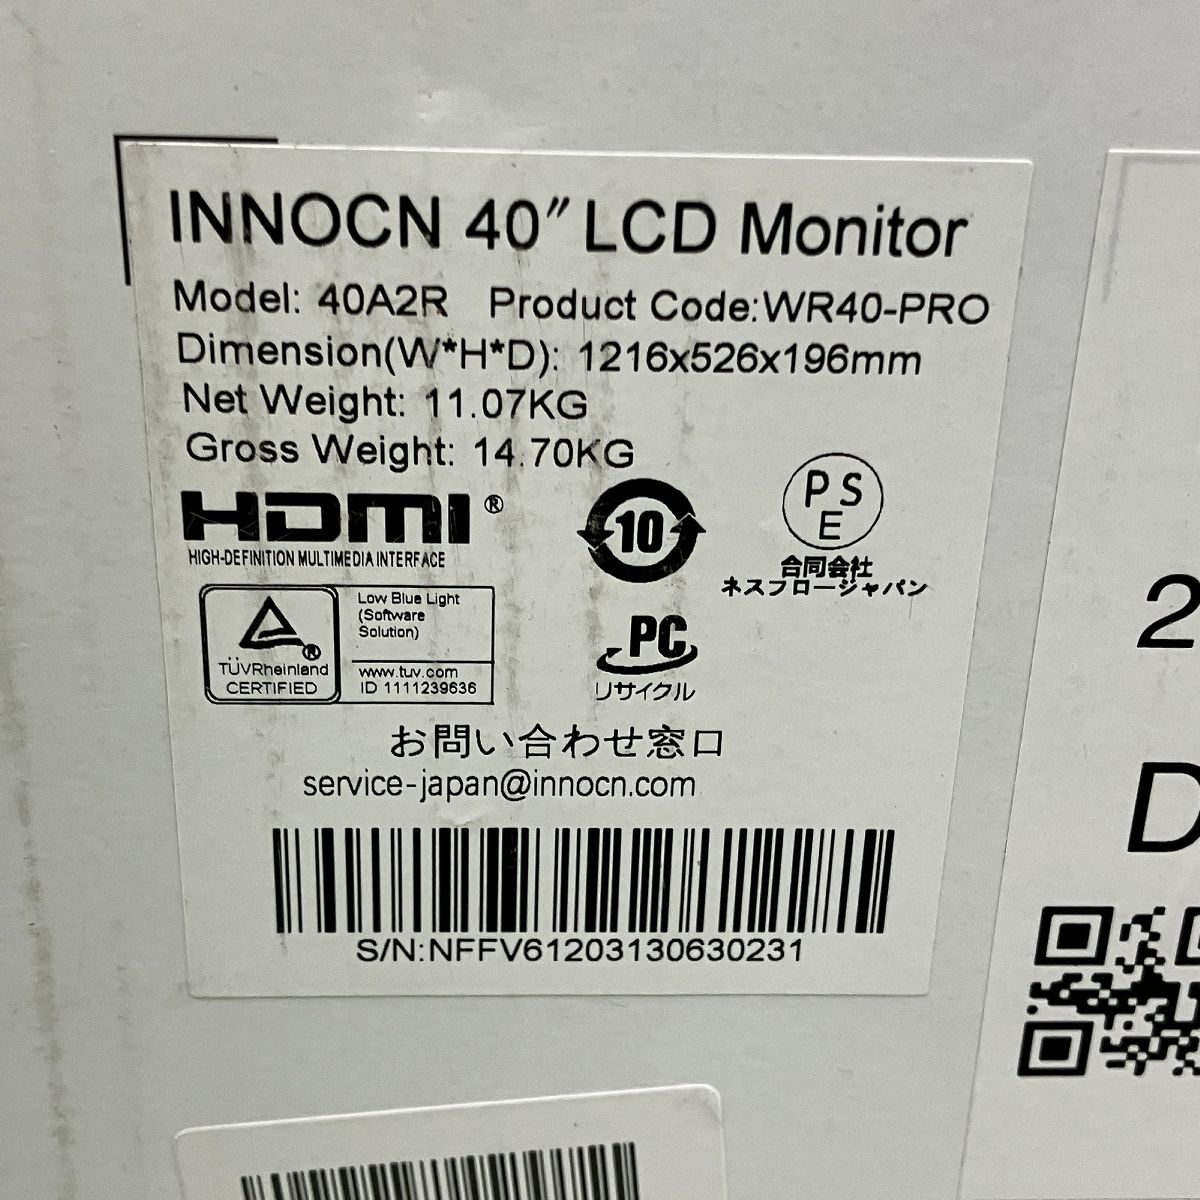 INNOCN 40″ LCD Monitor
Model: 40A2R Product Code:WR40-PRO
Dimension(W*H*D): 1216x526x196mm
Net Weight: 11.07KG
Gross Weight: 14.70KG
HDMI®
HIGH-DEFINITION MULTIMEDIA INTERFACE
10
PS
E
合同会社
ネスフロージャパン
TÜVRheinland®
CERTIFIED
Low Blue Light
(Software
Solution)
www.tuv.com
ID 1111239636
PC
リサイクル
お問い合わせ窓口
service-japan@innocn.com
S/N:NFFV61203130630231
2
D